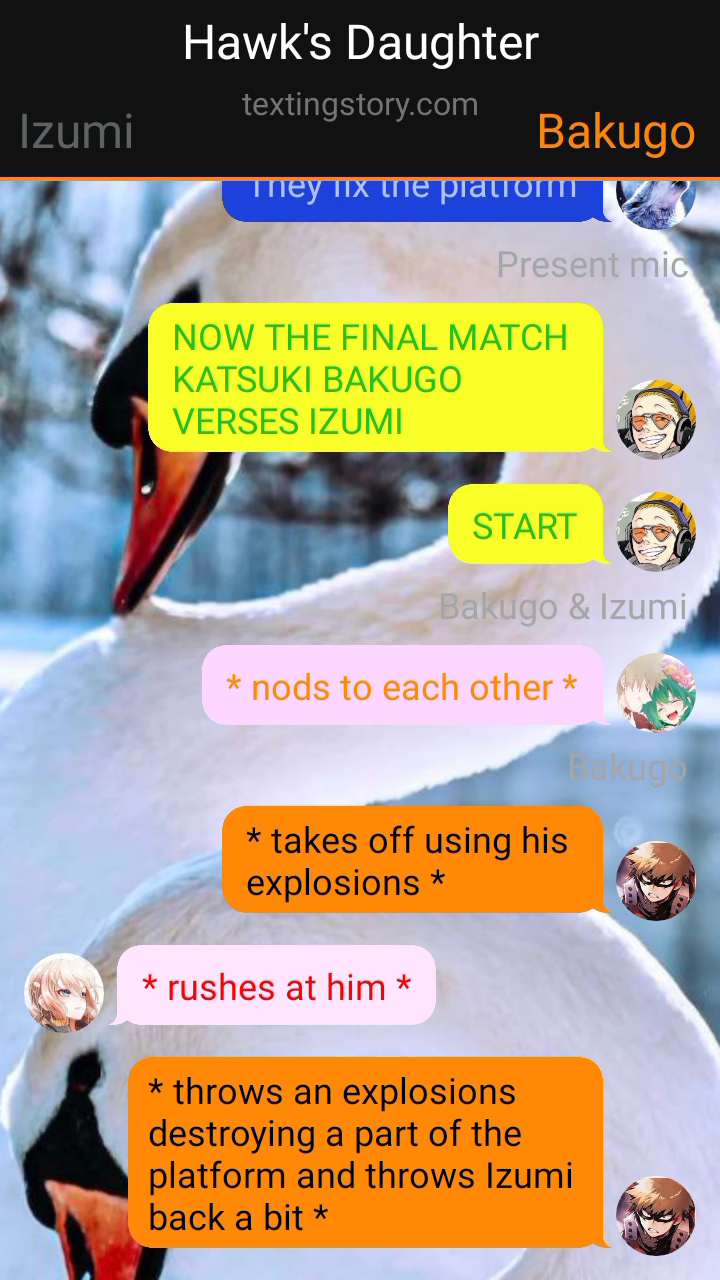 Hawk's Daughter
textingstory.com
Izumi
Bakugo
They fix the platform
Present mic
NOW THE FINAL MATCH
KATSUKI BAKUGO
VERSES IZUMI
START
Bakugo & Izumi
* nods to each other *
Bakugo
* takes off using his
explosions *
* rushes at him *
* throws an explosions
destroying a part of the
platform and throws Izumi
back a bit *